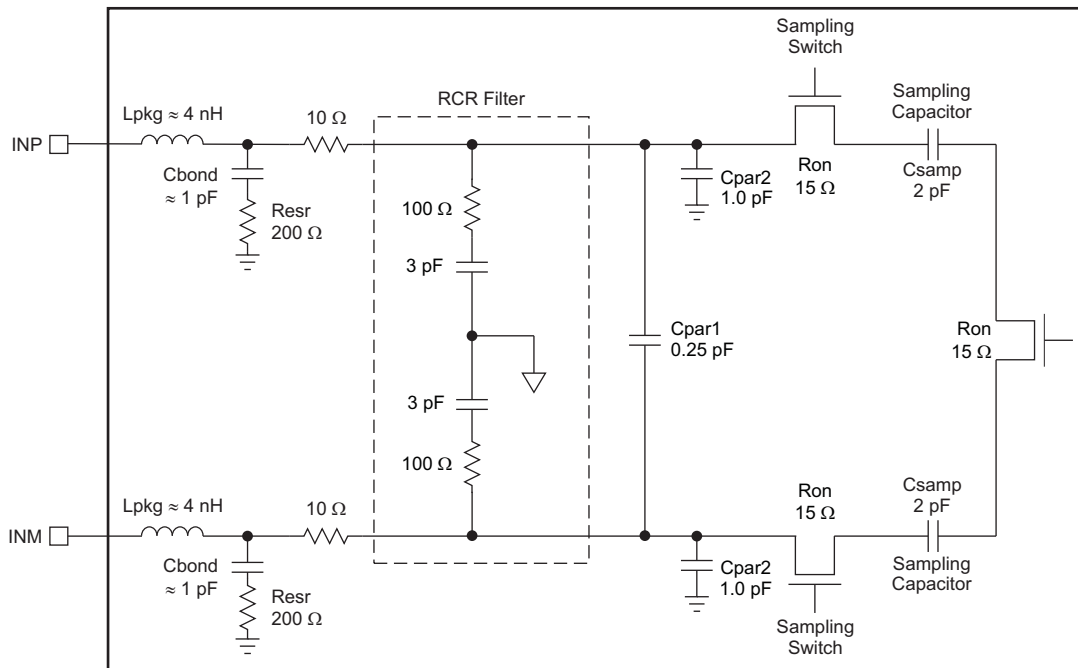 Sampling
Switch
Sampling
Capacitor
RCR Filter
Lpkg ≈ 4 nH
10 Ω
INP
Cbond
≈ 1 pF
Resr
200 Ω
100 Ω
3 pF
Cpar2
1.0 pF
Ron
15 Ω
Csamp
2 pF
Cpar1
0.25 pF
Ron
15 Ω
3 pF
100 Ω
Lpkg ≈ 4 nH
10 Ω
INM
Cbond
≈ 1 pF
Resr
200 Ω
Cpar2
1.0 pF
Ron
15 Ω
Csamp
2 pF
Sampling
Capacitor
Sampling
Switch